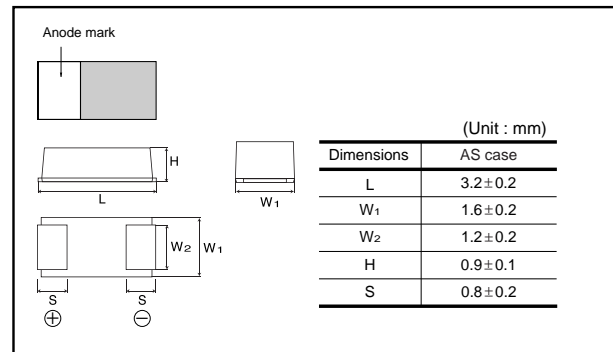 Anode mark
H
L
W1
W2
W1
S
S
⊕
⊖
(Unit : mm)
Dimensions AS case
L 3.2±0.2
W1 1.6±0.2
W2 1.2±0.2
H 0.9±0.1
S 0.8±0.2